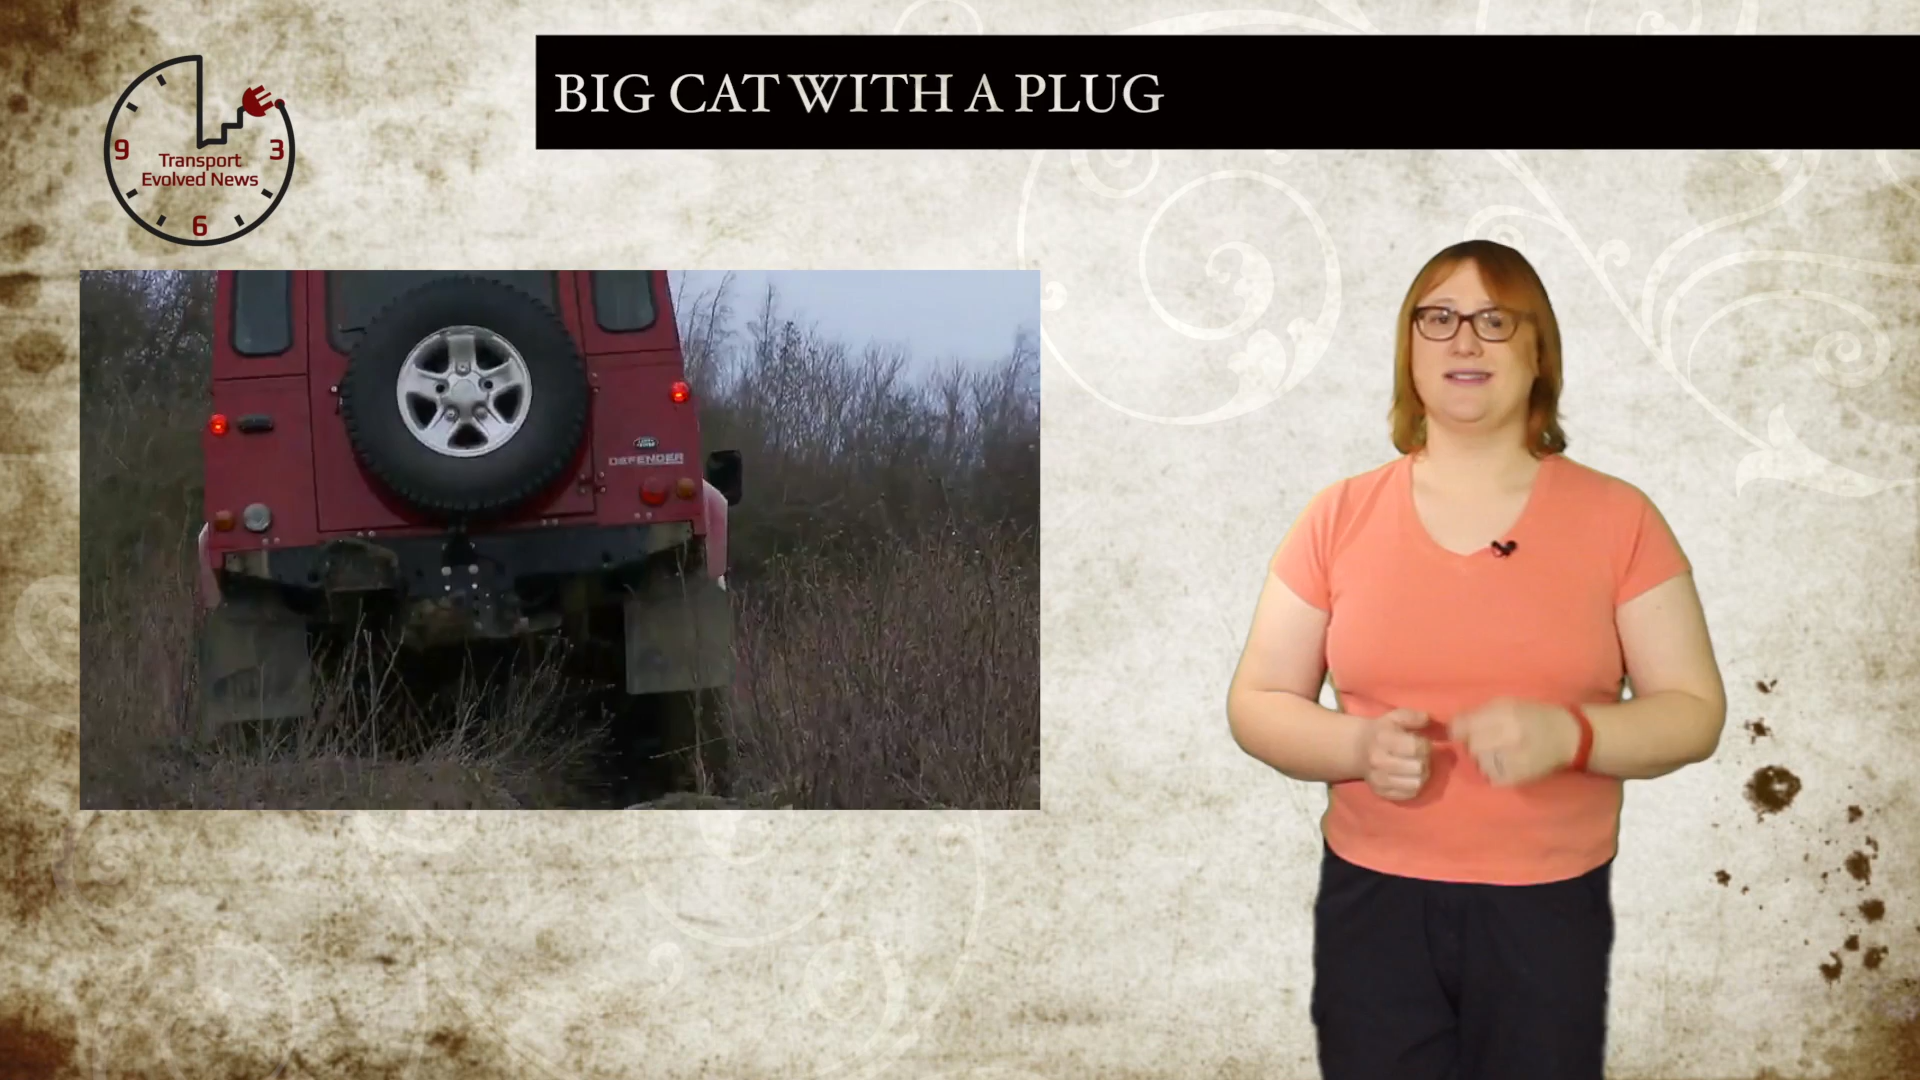 BIG CAT WITH A PLUG
9
3
Transport
Evolved News
6
DEFENDER